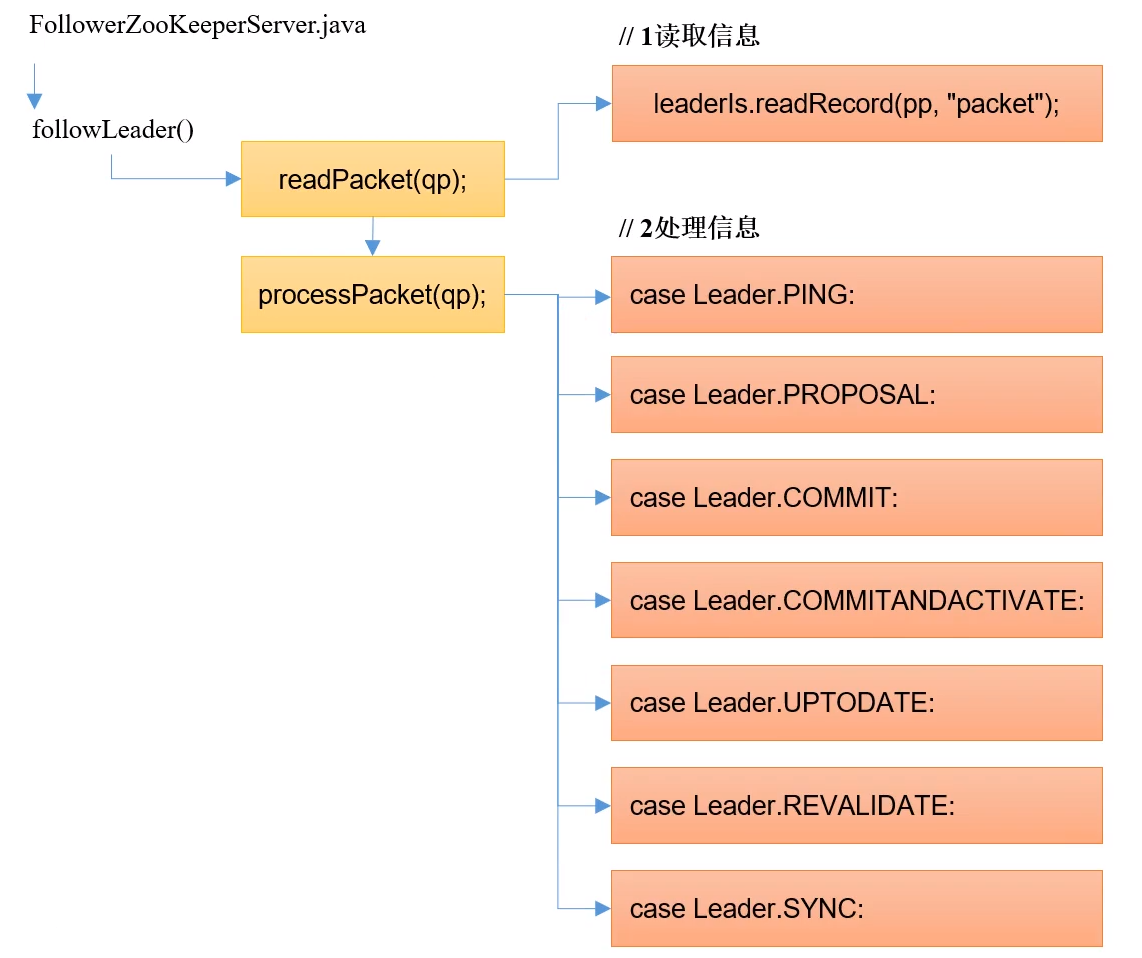 FollowerZooKeeperServer.java
followLeader()
readPacket(qp);
processPacket(qp);
// 1读取信息
leaderIs.readRecord(pp, "packet");
// 2处理信息
case Leader.PING:
case Leader.PROPOSAL:
case Leader.COMMIT:
case Leader.COMMITANDACTIVATE:
case Leader.UPTODATE:
case Leader.REVALIDATE:
case Leader.SYNC: